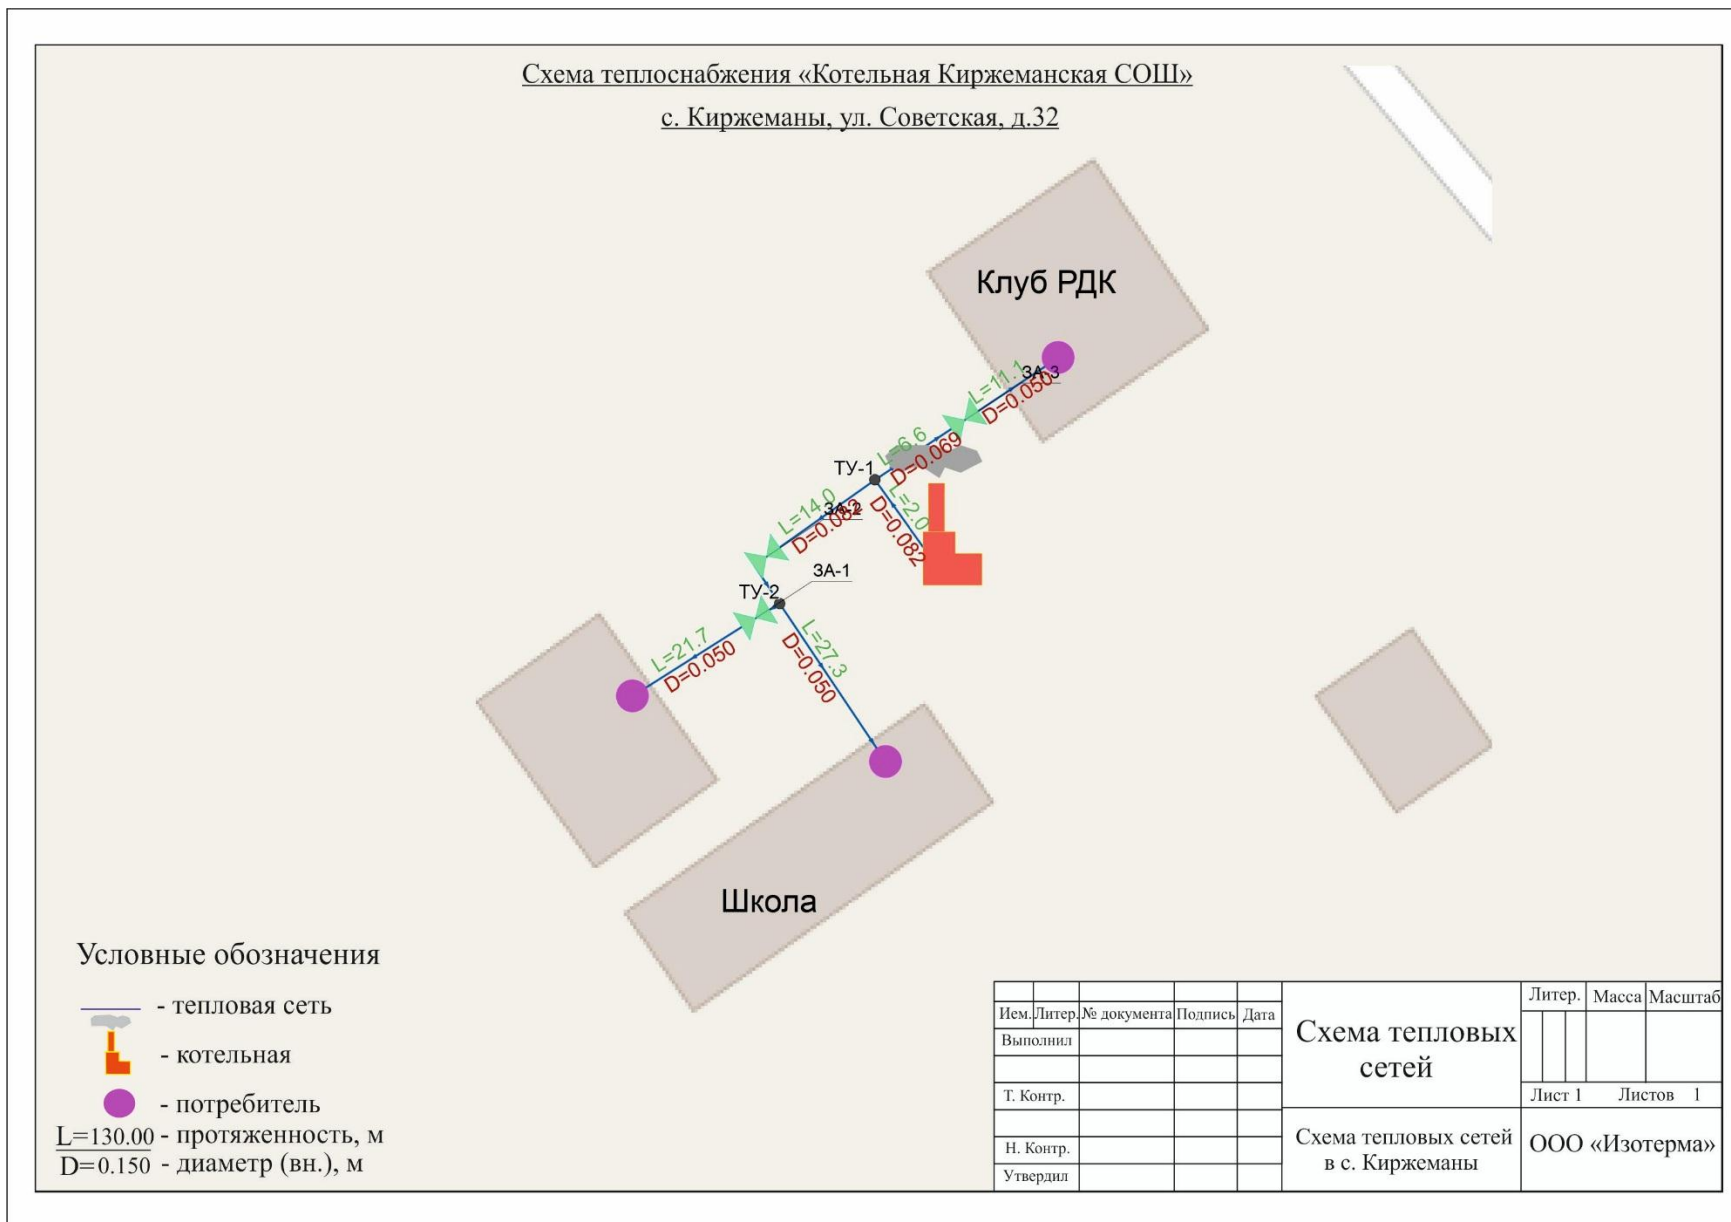 Схема теплоснабжения «Котельная Киржеманская СОШ»
с. Киржеманы, ул. Советская, д.32
Клуб РДК
ЗА-3
L=11.1
D=0.050
L=6.6
D=0.069
ТУ-1
L=2.0
D=0.082
L=14.0
ЗА-2
D=0.082
ЗА-1
ТУ-2
L=21.7
D=0.050
L=27.3
D=0.050
Школа
Условные обозначения
- тепловая сеть
- котельная
- потребитель
L=130.00 - протяженность, м
D=0.150 - диаметр (вн.), м
Ием. Литер. № документа Подпись Дата
Выполнил
Т. Контр.
Н. Контр.
Утвердил
Схема тепловых
сетей
Схема тепловых сетей
в с. Киржеманы
Литер. Масса Масштаб
Лист 1 Листов 1
ООО «Изотерма»